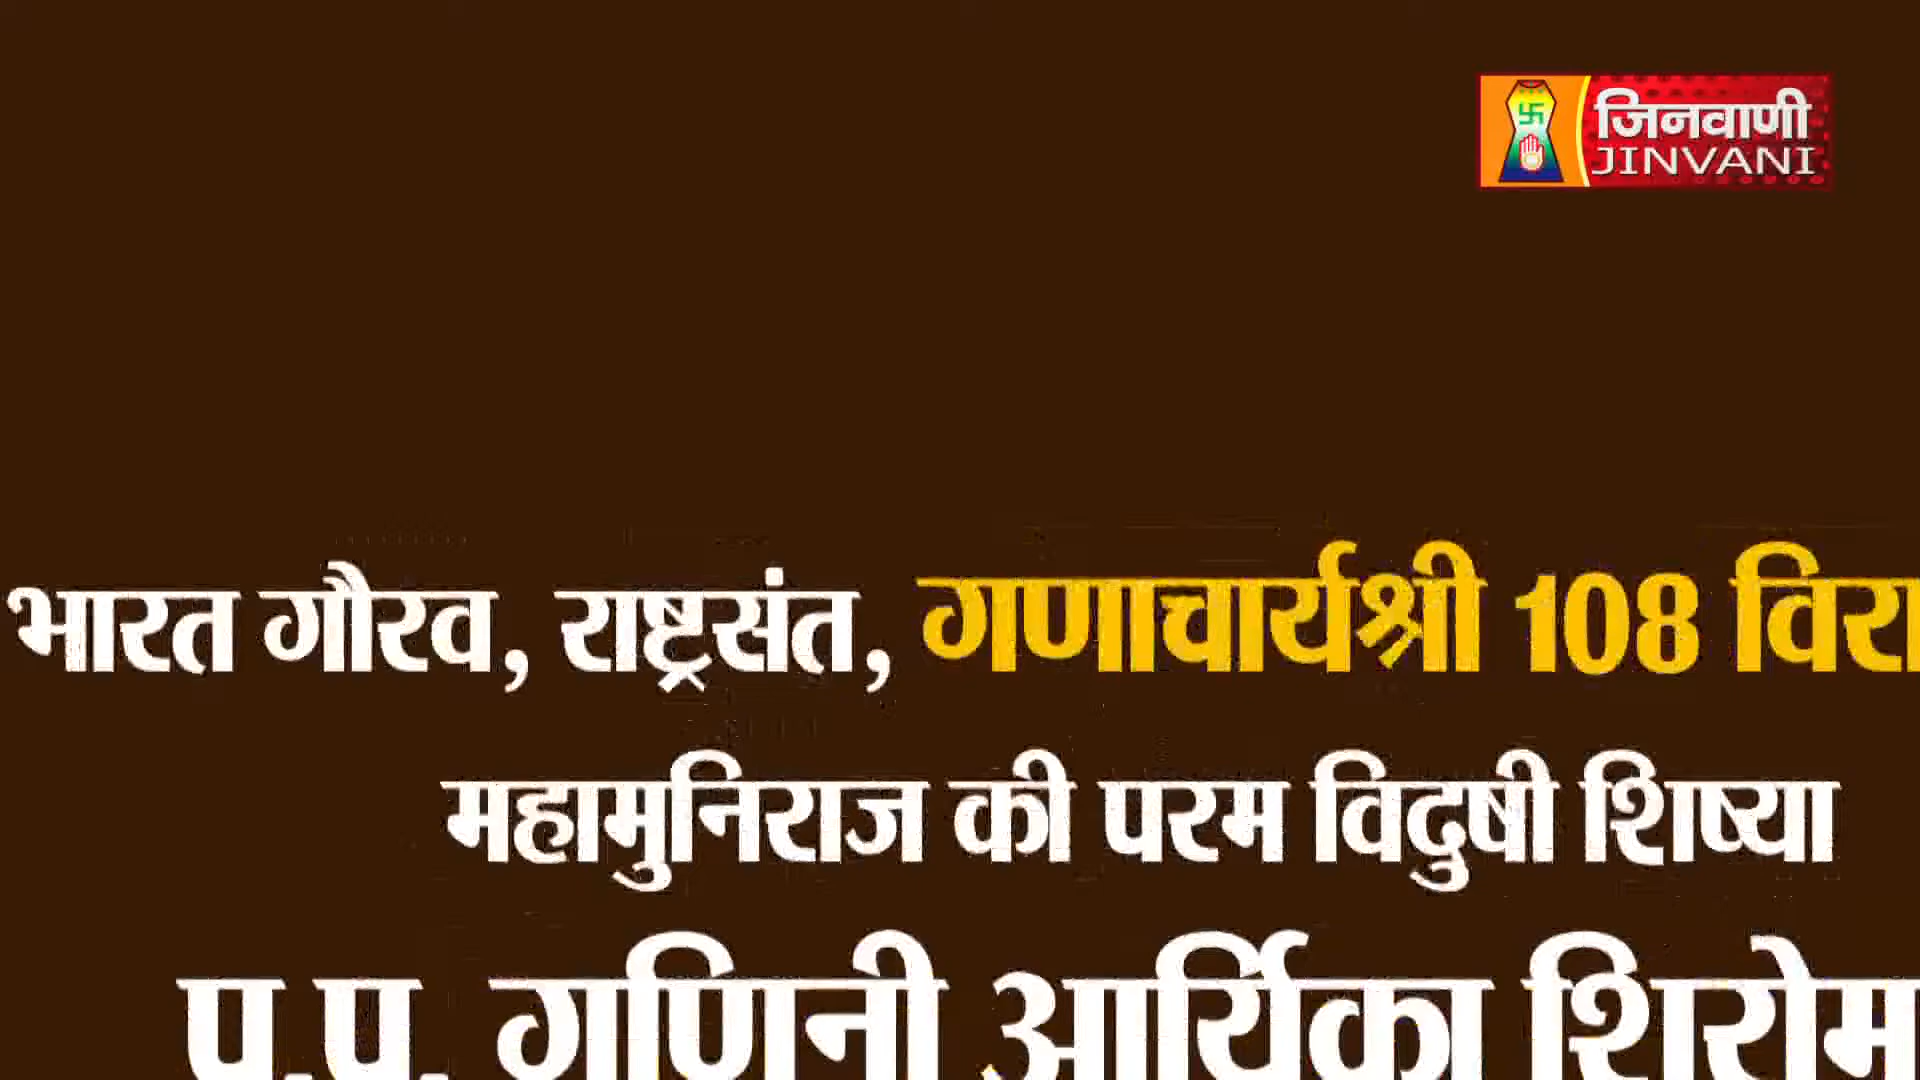 जिनवाणी
JINVANI
भारत गौरव, राष्ट्रसंत, गणाचार्यश्री 108
महामुनिराज की परम विदुषी शिष्या
प.पू. गणिनी आर्यिका